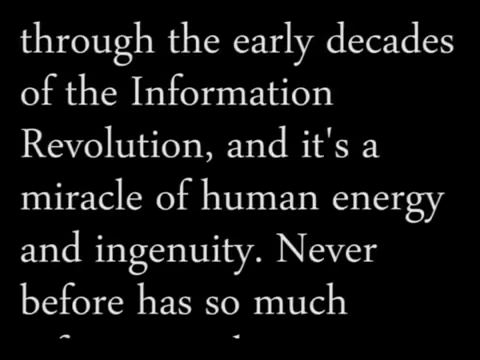 through the early decades
of the Information
Revolution, and it's a
miracle of human energy
and ingenuity. Never
before has so much